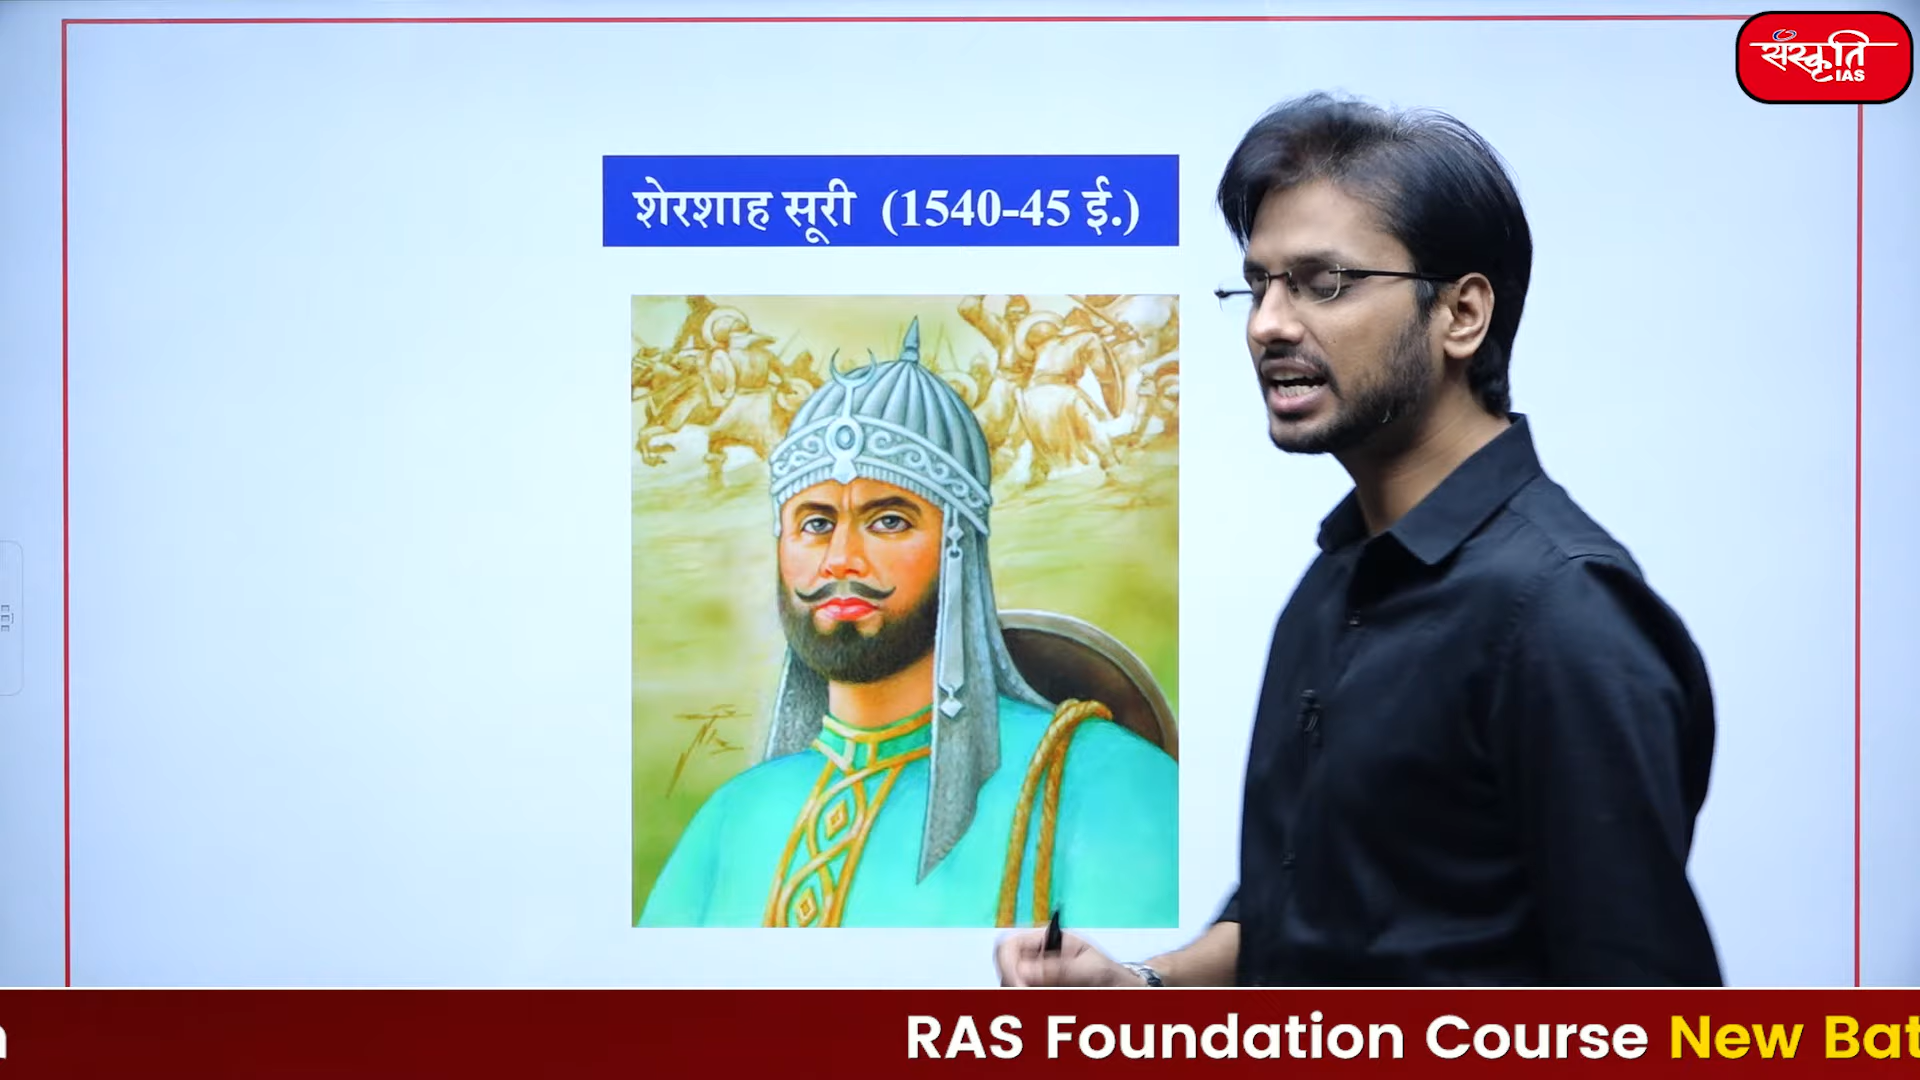 संस्कृति
IAS
शेरशाह सूरी (1540-45 ई.)
RAS Foundation Course New Bat